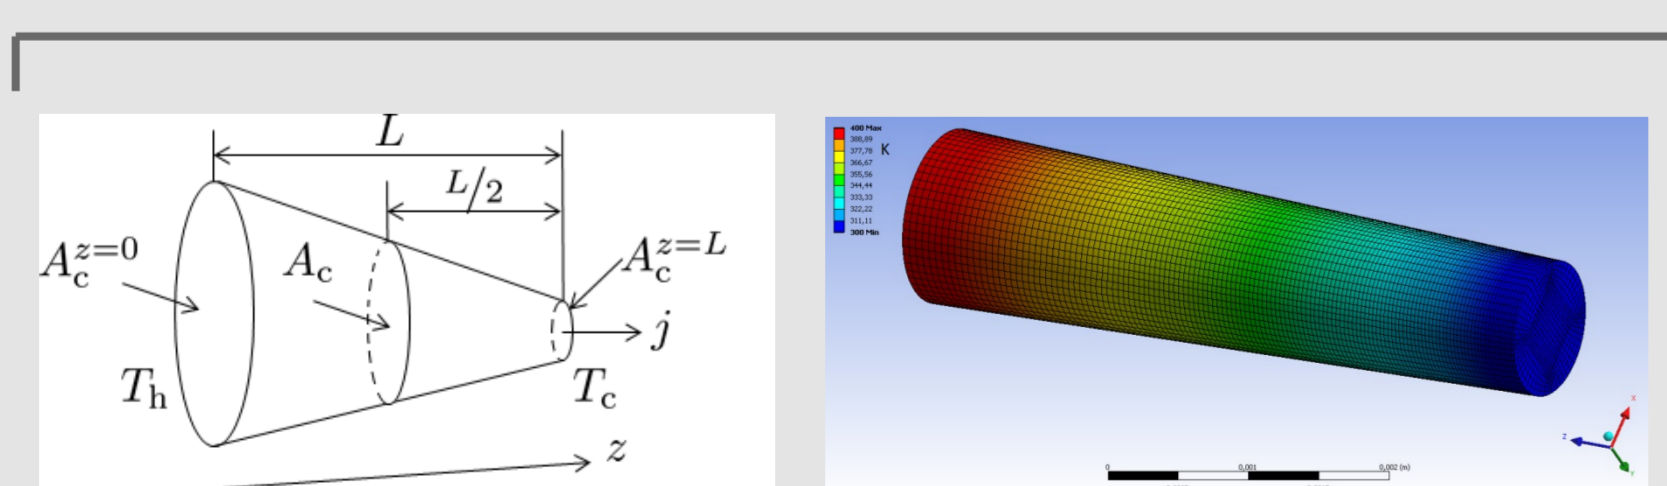 L
L/2
A_c^{z=0}
A_c
A_c^{z=L}
j
T_h
T_c
z
400 Max
388,89
377,78
366,67
355,56
344,44
333,33
322,22
311,11
300 Min
K
X
Z
Y
0
0,001
0,002 (m)